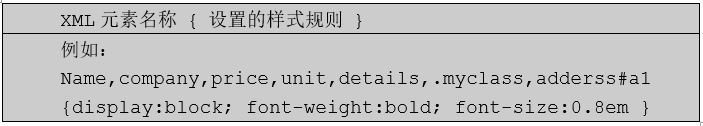 XML 元素名称 { 设置的样式规则 }
例如:
Name,company,price,unit,details,.myclass,adderss#a1
{display:block; font-weight:bold; font-size:0.8em }